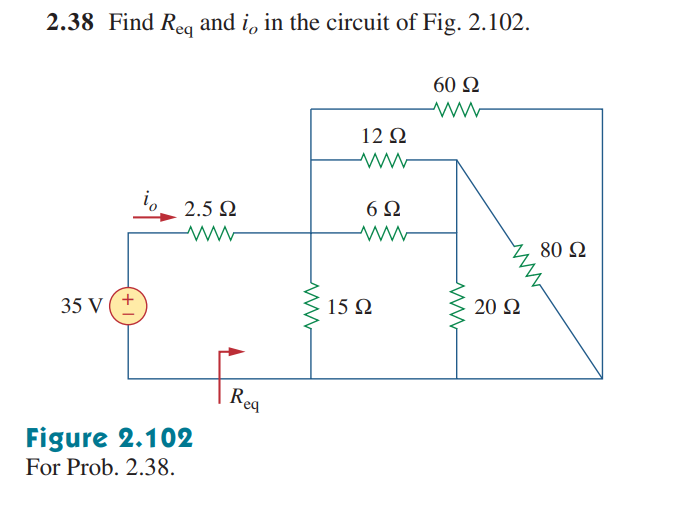 2.38 Find Req and io in the circuit of Fig. 2.102.
60 Ω
12 Ω
io 2.5 Ω
6 Ω
80 Ω
35 V
+
−
15 Ω
20 Ω
Req
Figure 2.102
For Prob. 2.38.